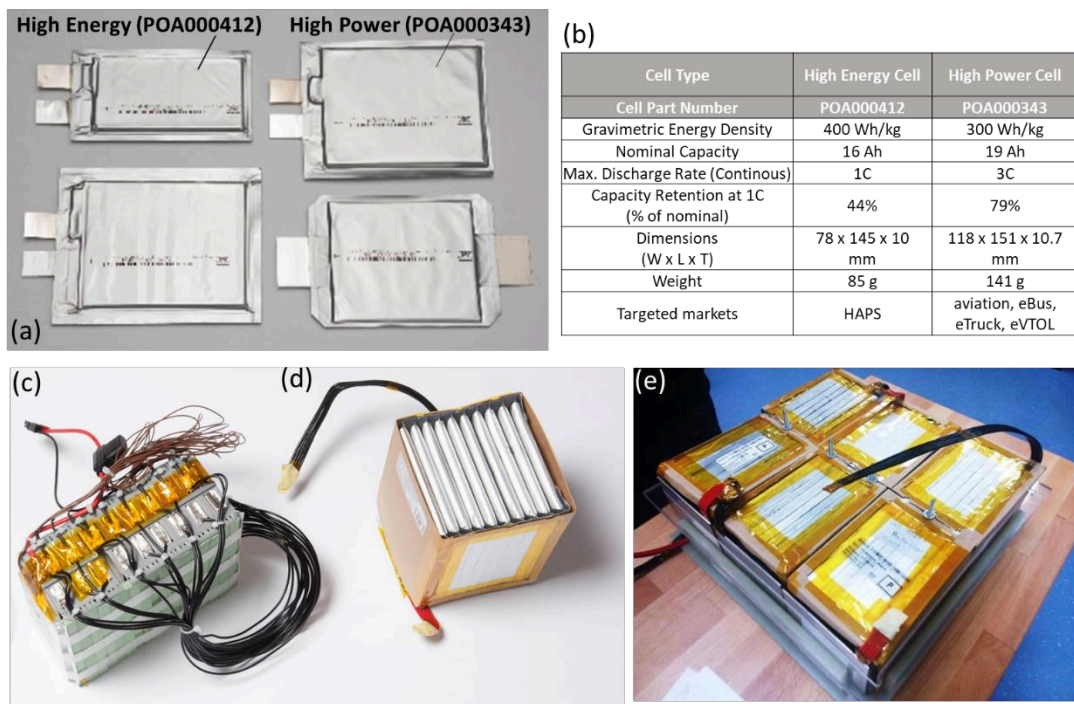 High Energy (POA000412)
High Power (POA000343)
(a)
(b)
Cell Type High Energy Cell High Power Cell
Cell Part Number POA000412 POA000343
Gravimetric Energy Density 400 Wh/kg 300 Wh/kg
Nominal Capacity 16 Ah 19 Ah
Max. Discharge Rate (Continous) 1C 3C
Capacity Retention at 1C
(% of nominal)
44% 79%
Dimensions
(W x L x T)
78 x 145 x 10
mm
118 x 151 x 10.7
mm
Weight 85 g 141 g
Targeted markets HAPS
aviation, eBus,
eTruck, eVTOL
(c)
(d)
(e)
P
P